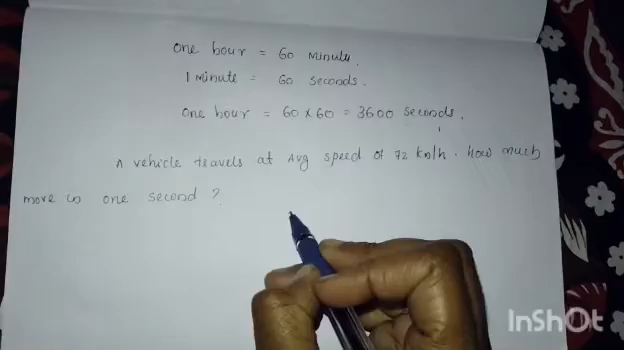 One hour = 60 minutes.
1 minute = 60 seconds.
One hour = 60 x 60 = 3600 seconds.
A vehicle travels at Avg speed of 72 km/h. How much
move in one second?
InShOt